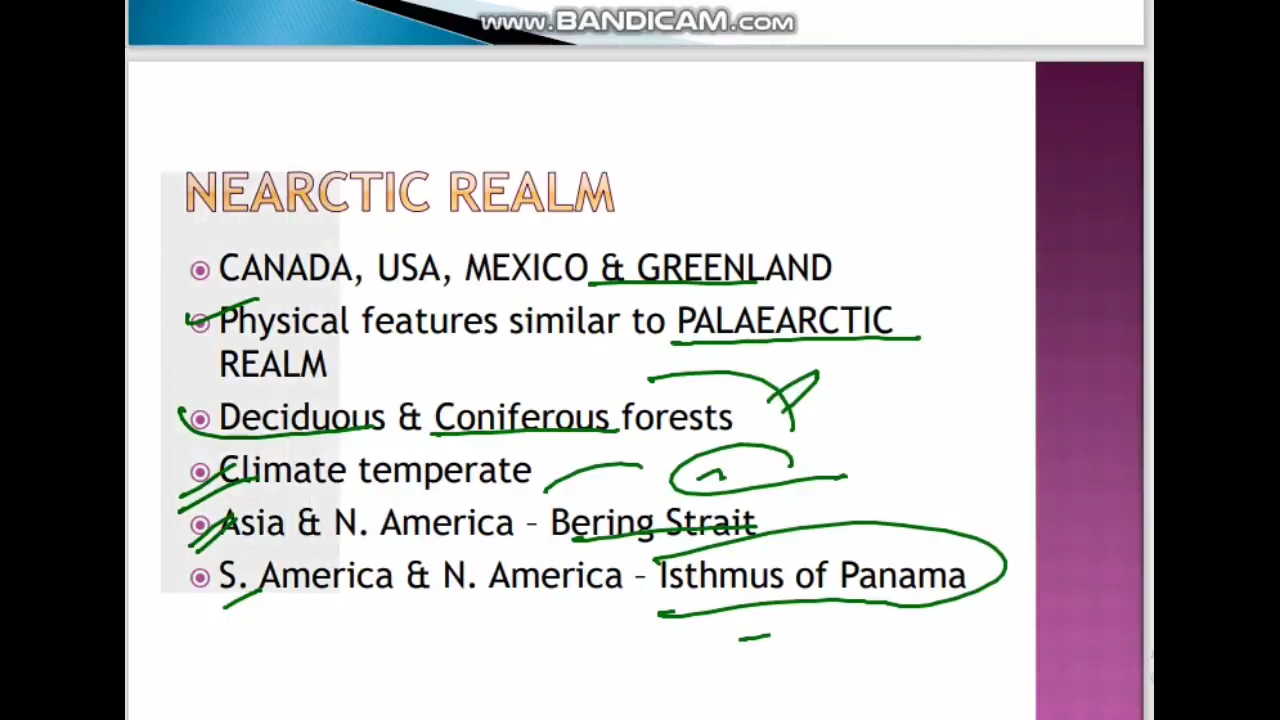 www.BANDICAM.com
NEARCTIC REALM
CANADA, USA, MEXICO & GREENLAND
Physical features similar to PALAEARCTIC
REALM
Deciduous & Coniferous forests
Climate temperate
Asia & N. America – Bering Strait
S. America & N. America – Isthmus of Panama